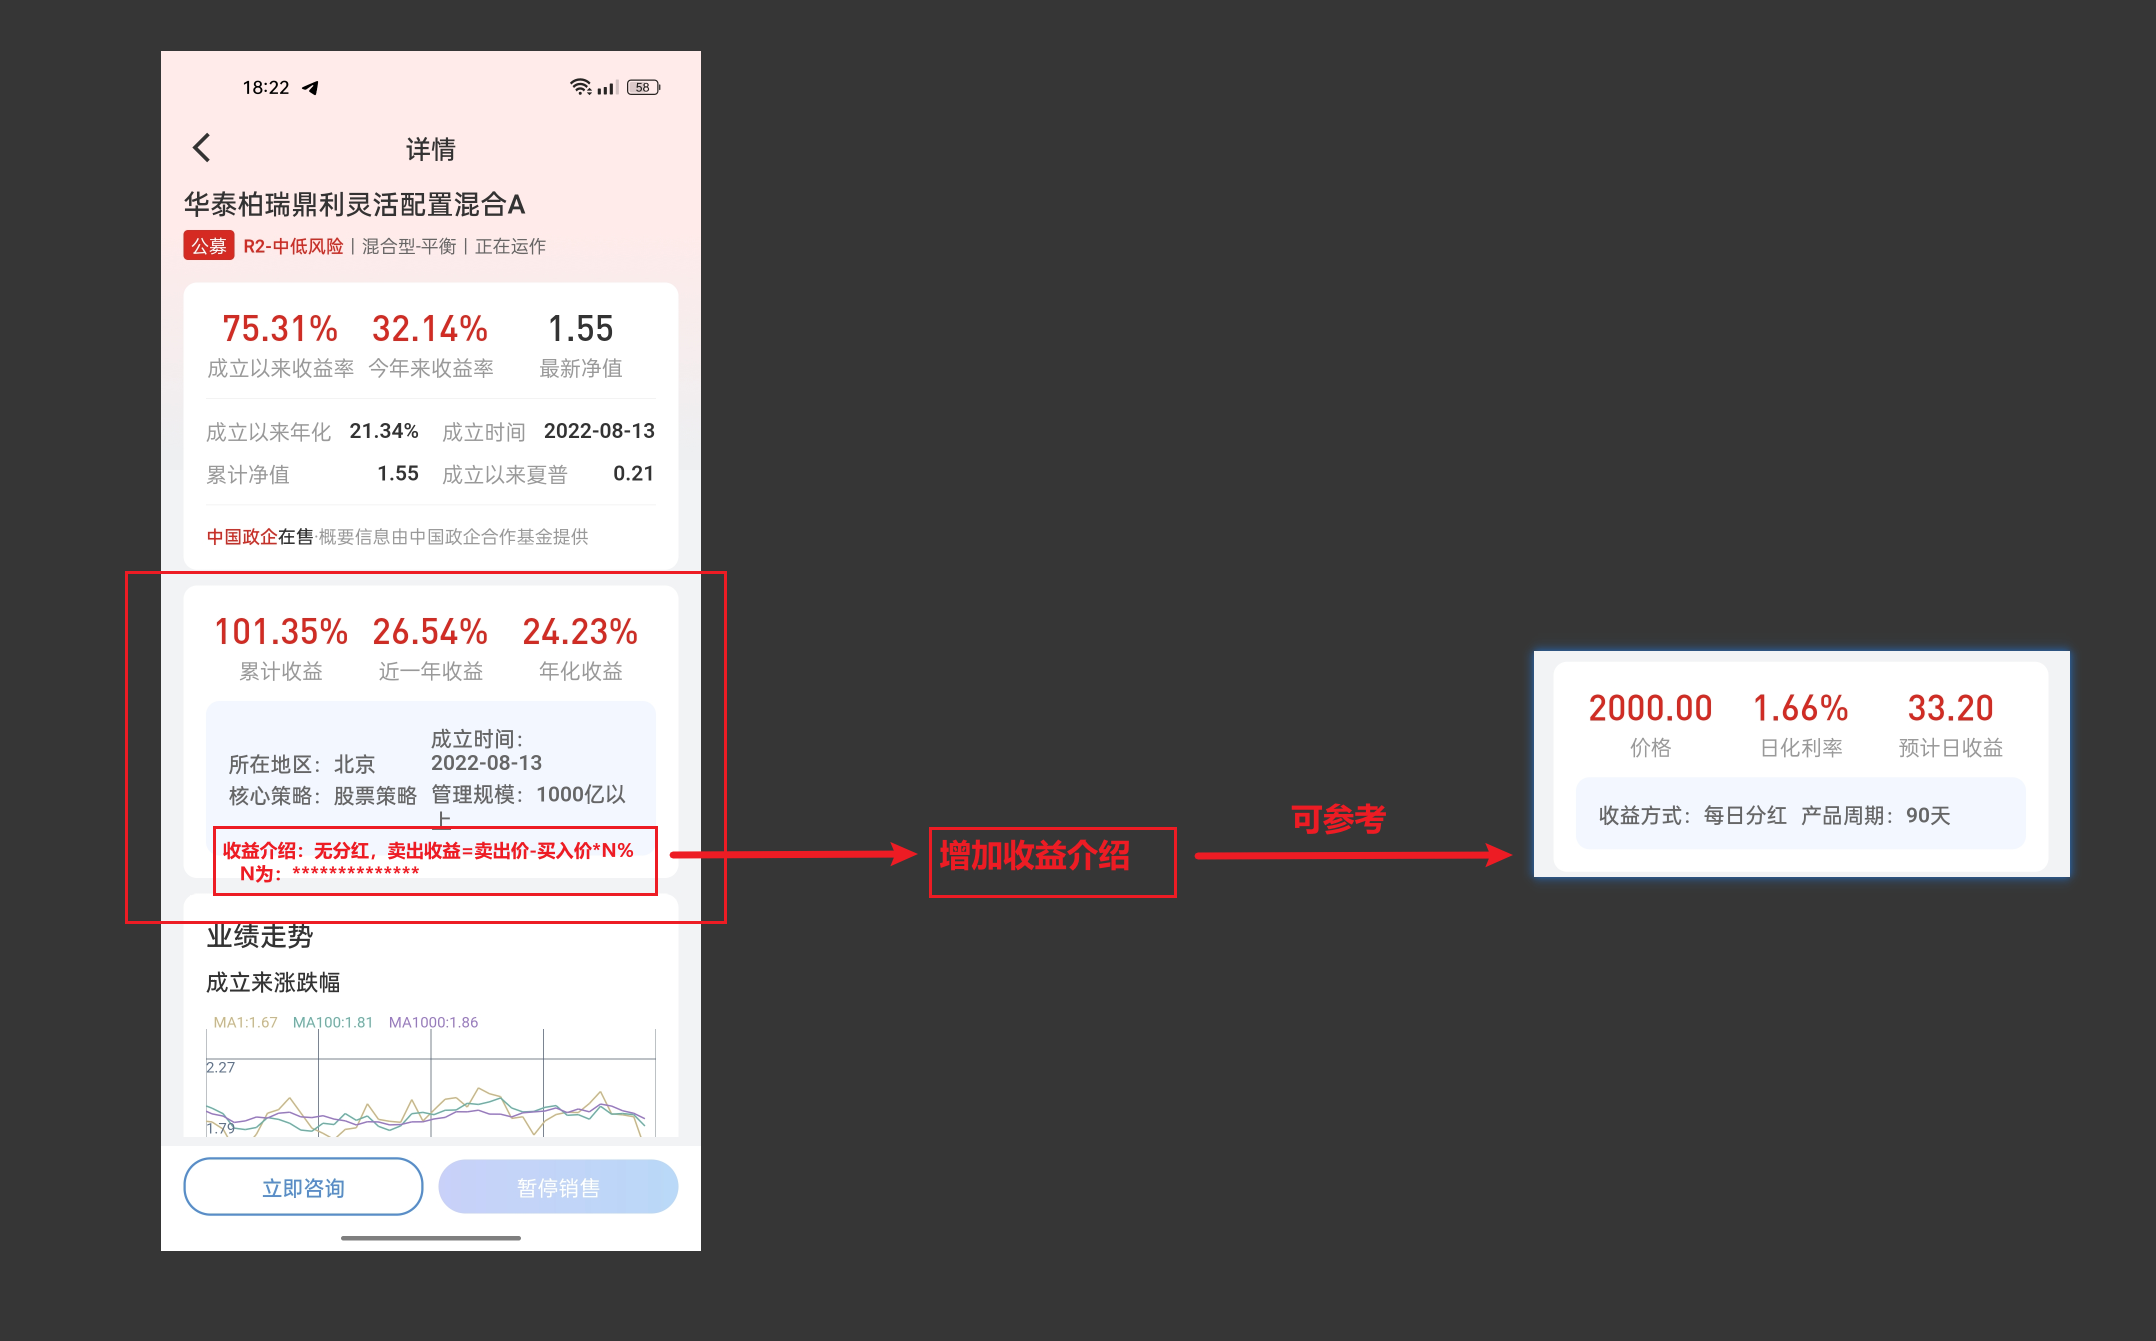 18:22
58
详情
华泰柏瑞鼎利灵活配置混合A
公募 R2-中低风险 | 混合型-平衡 | 正在运作
75.31% 32.14% 1.55
成立以来收益率 今年来收益率 最新净值
成立以来年化 21.34% 成立时间 2022-08-13
累计净值 1.55 成立以来夏普 0.21
中国政企在售·概要信息由中国政企合作基金提供
101.35% 26.54% 24.23%
累计收益 近一年收益 年化收益
所在地区：北京
成立时间：
2022-08-13
核心策略：股票策略
管理规模：1000亿以
上
收益介绍：无分红，卖出收益=卖出价-买入价*N%
N为：**************
业绩走势
成立来涨跌幅
MA1:1.67 MA100:1.81 MA1000:1.86
2.27
1.79
立即咨询 暂停销售
增加收益介绍
可参考
2000.00 1.66% 33.20
价格 日化利率 预计日收益
收益方式：每日分红 产品周期：90天